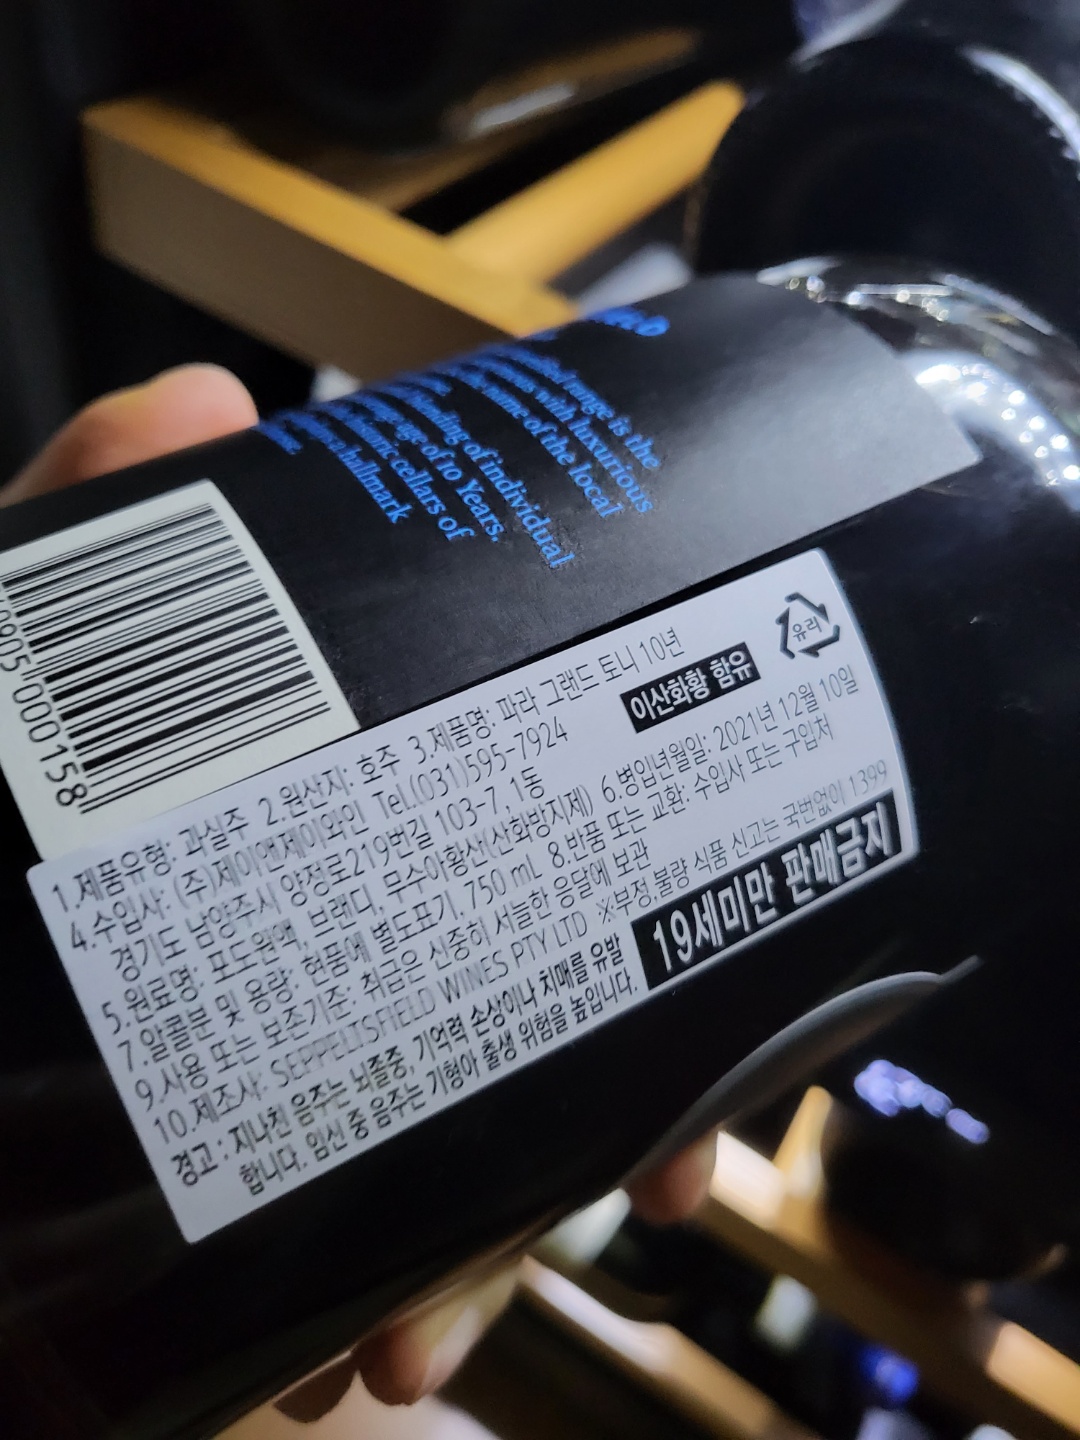 range is the
with luxurious
of the local
of individual
age of 10 Years.
cellars of
hallmark
000158
1.제품유형: 과실주 2.원산지: 호주 3.제품명: 파라 그랜드 토니 10년
4.수입사: (주)제이앤제이와인 Tel.(031)595-7924
이산화황 함유
유리
경기도 남양주시 양정로219번길 103-7, 1동
5.원료명: 포도원액, 브랜디, 무수아황산(산화방지제) 6.병입년월일: 2021년 12월 10일
7.알콜분 및 용량: 현품에 별도표기, 750 mL 8.반품 또는 교환: 수입사 또는 구입처
9.사용 또는 보존기준: 취급은 신중히 서늘한 응달에 보관
10.제조사: SEPPELTSFIELD WINES PTY LTD ※부정,불량 식품 신고는 국번없이 1399
경고 : 지나친 음주는 뇌졸중, 기억력 손상이나 치매를 유발
합니다. 임신 중 음주는 기형아 출생 위험을 높입니다.
19세미만 판매금지